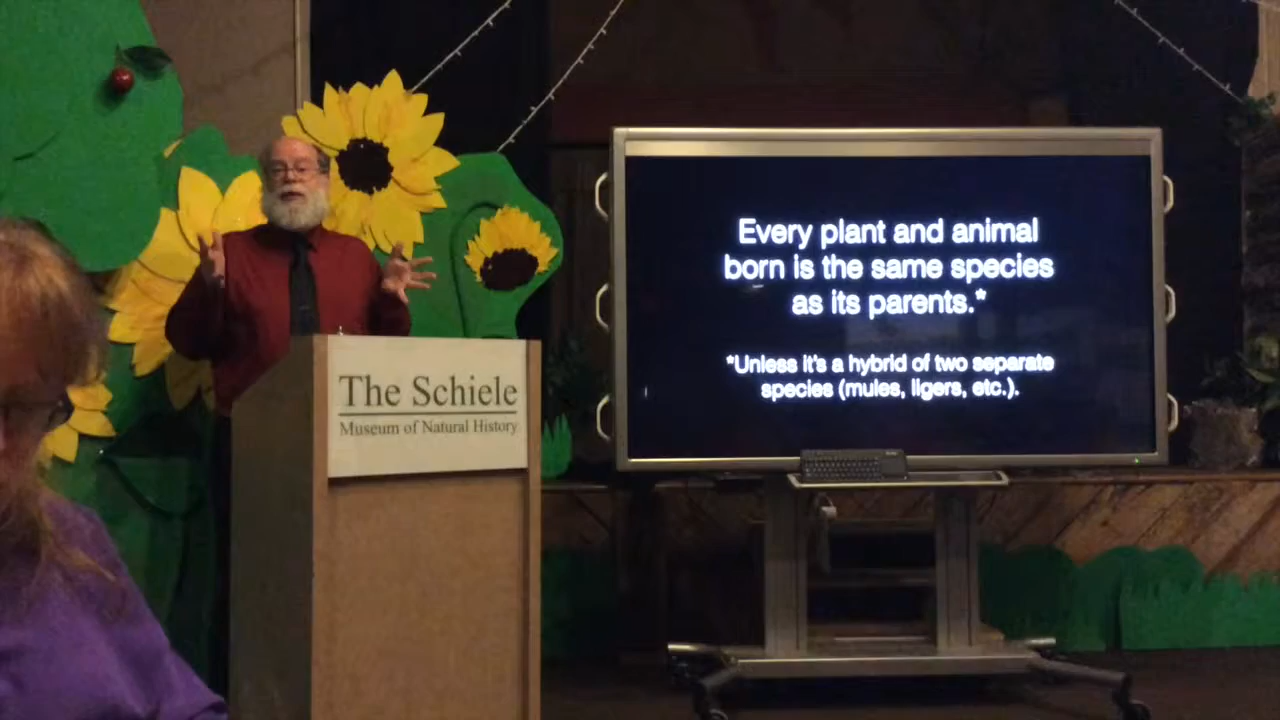 The Schiele
Museum of Natural History
Every plant and animal
born is the same species
as its parents.*
*Unless it's a hybrid of two separate
species (mules, ligers, etc.).